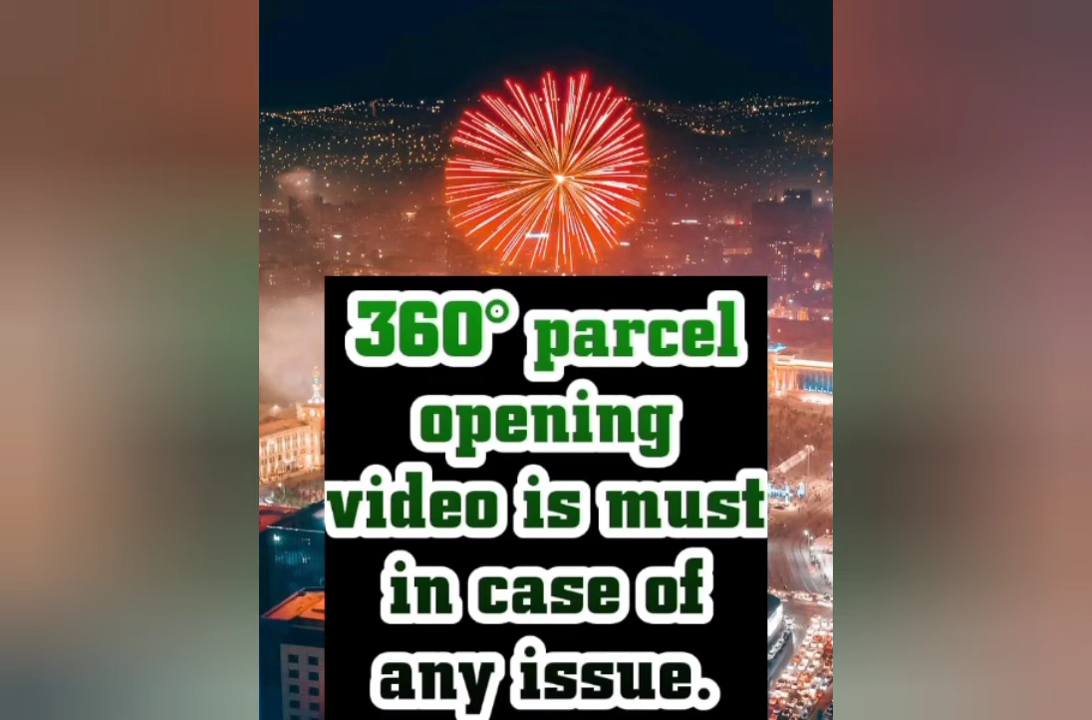 360° parcel
opening
video is must
in case of
any issue.